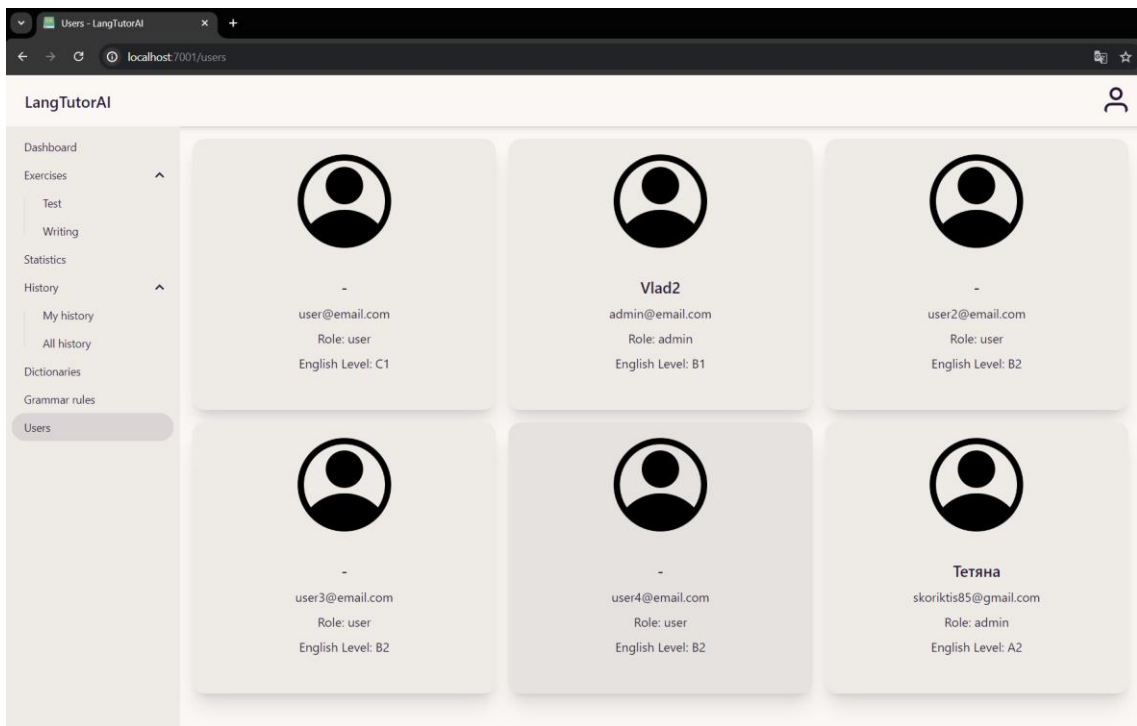 Users - LangTutorAI
localhost:7001/users
LangTutorAI
Dashboard
Exercises
Test
Writing
Statistics
History
My history
All history
Dictionaries
Grammar rules
Users
-
user@email.com
Role: user
English Level: C1
Vlad2
admin@email.com
Role: admin
English Level: B1
-
user2@email.com
Role: user
English Level: B2
-
user3@email.com
Role: user
English Level: B2
-
user4@email.com
Role: user
English Level: B2
Тетяна
skoriktis85@gmail.com
Role: admin
English Level: A2